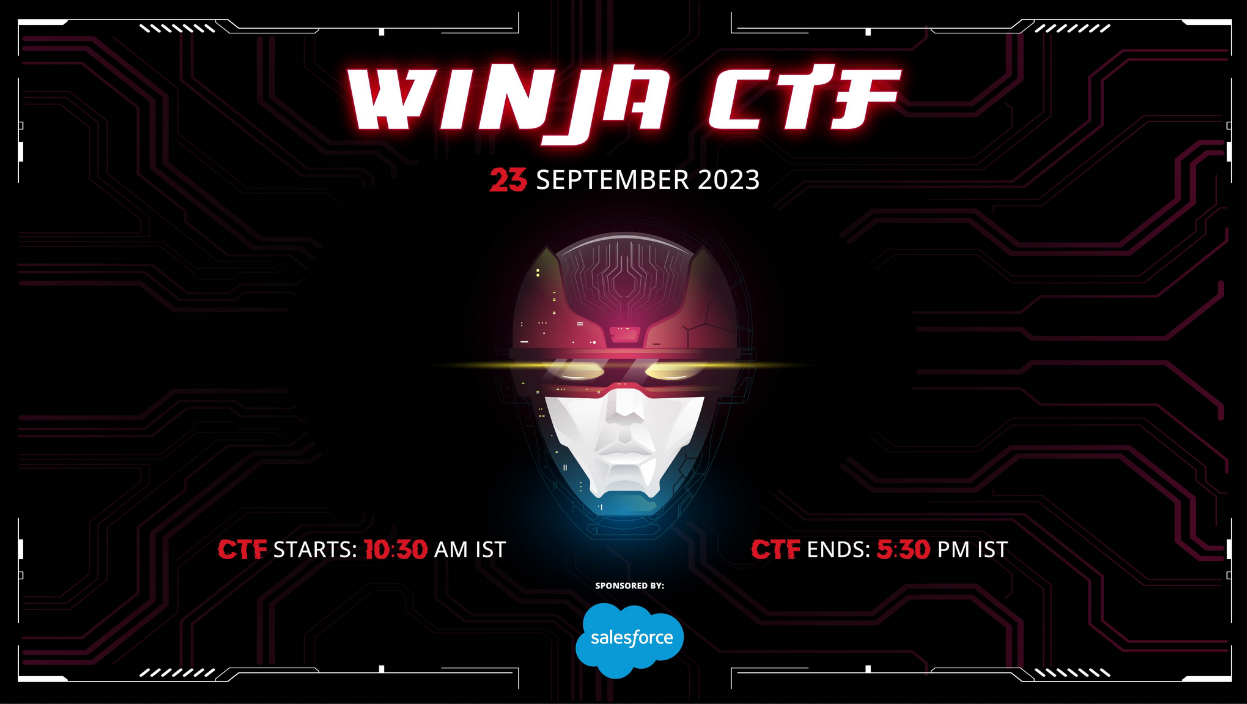 WINJA CTF
23 SEPTEMBER 2023
CTF STARTS: 10:30 AM IST
CTF ENDS: 5:30 PM IST
SPONSORED BY:
salesforce